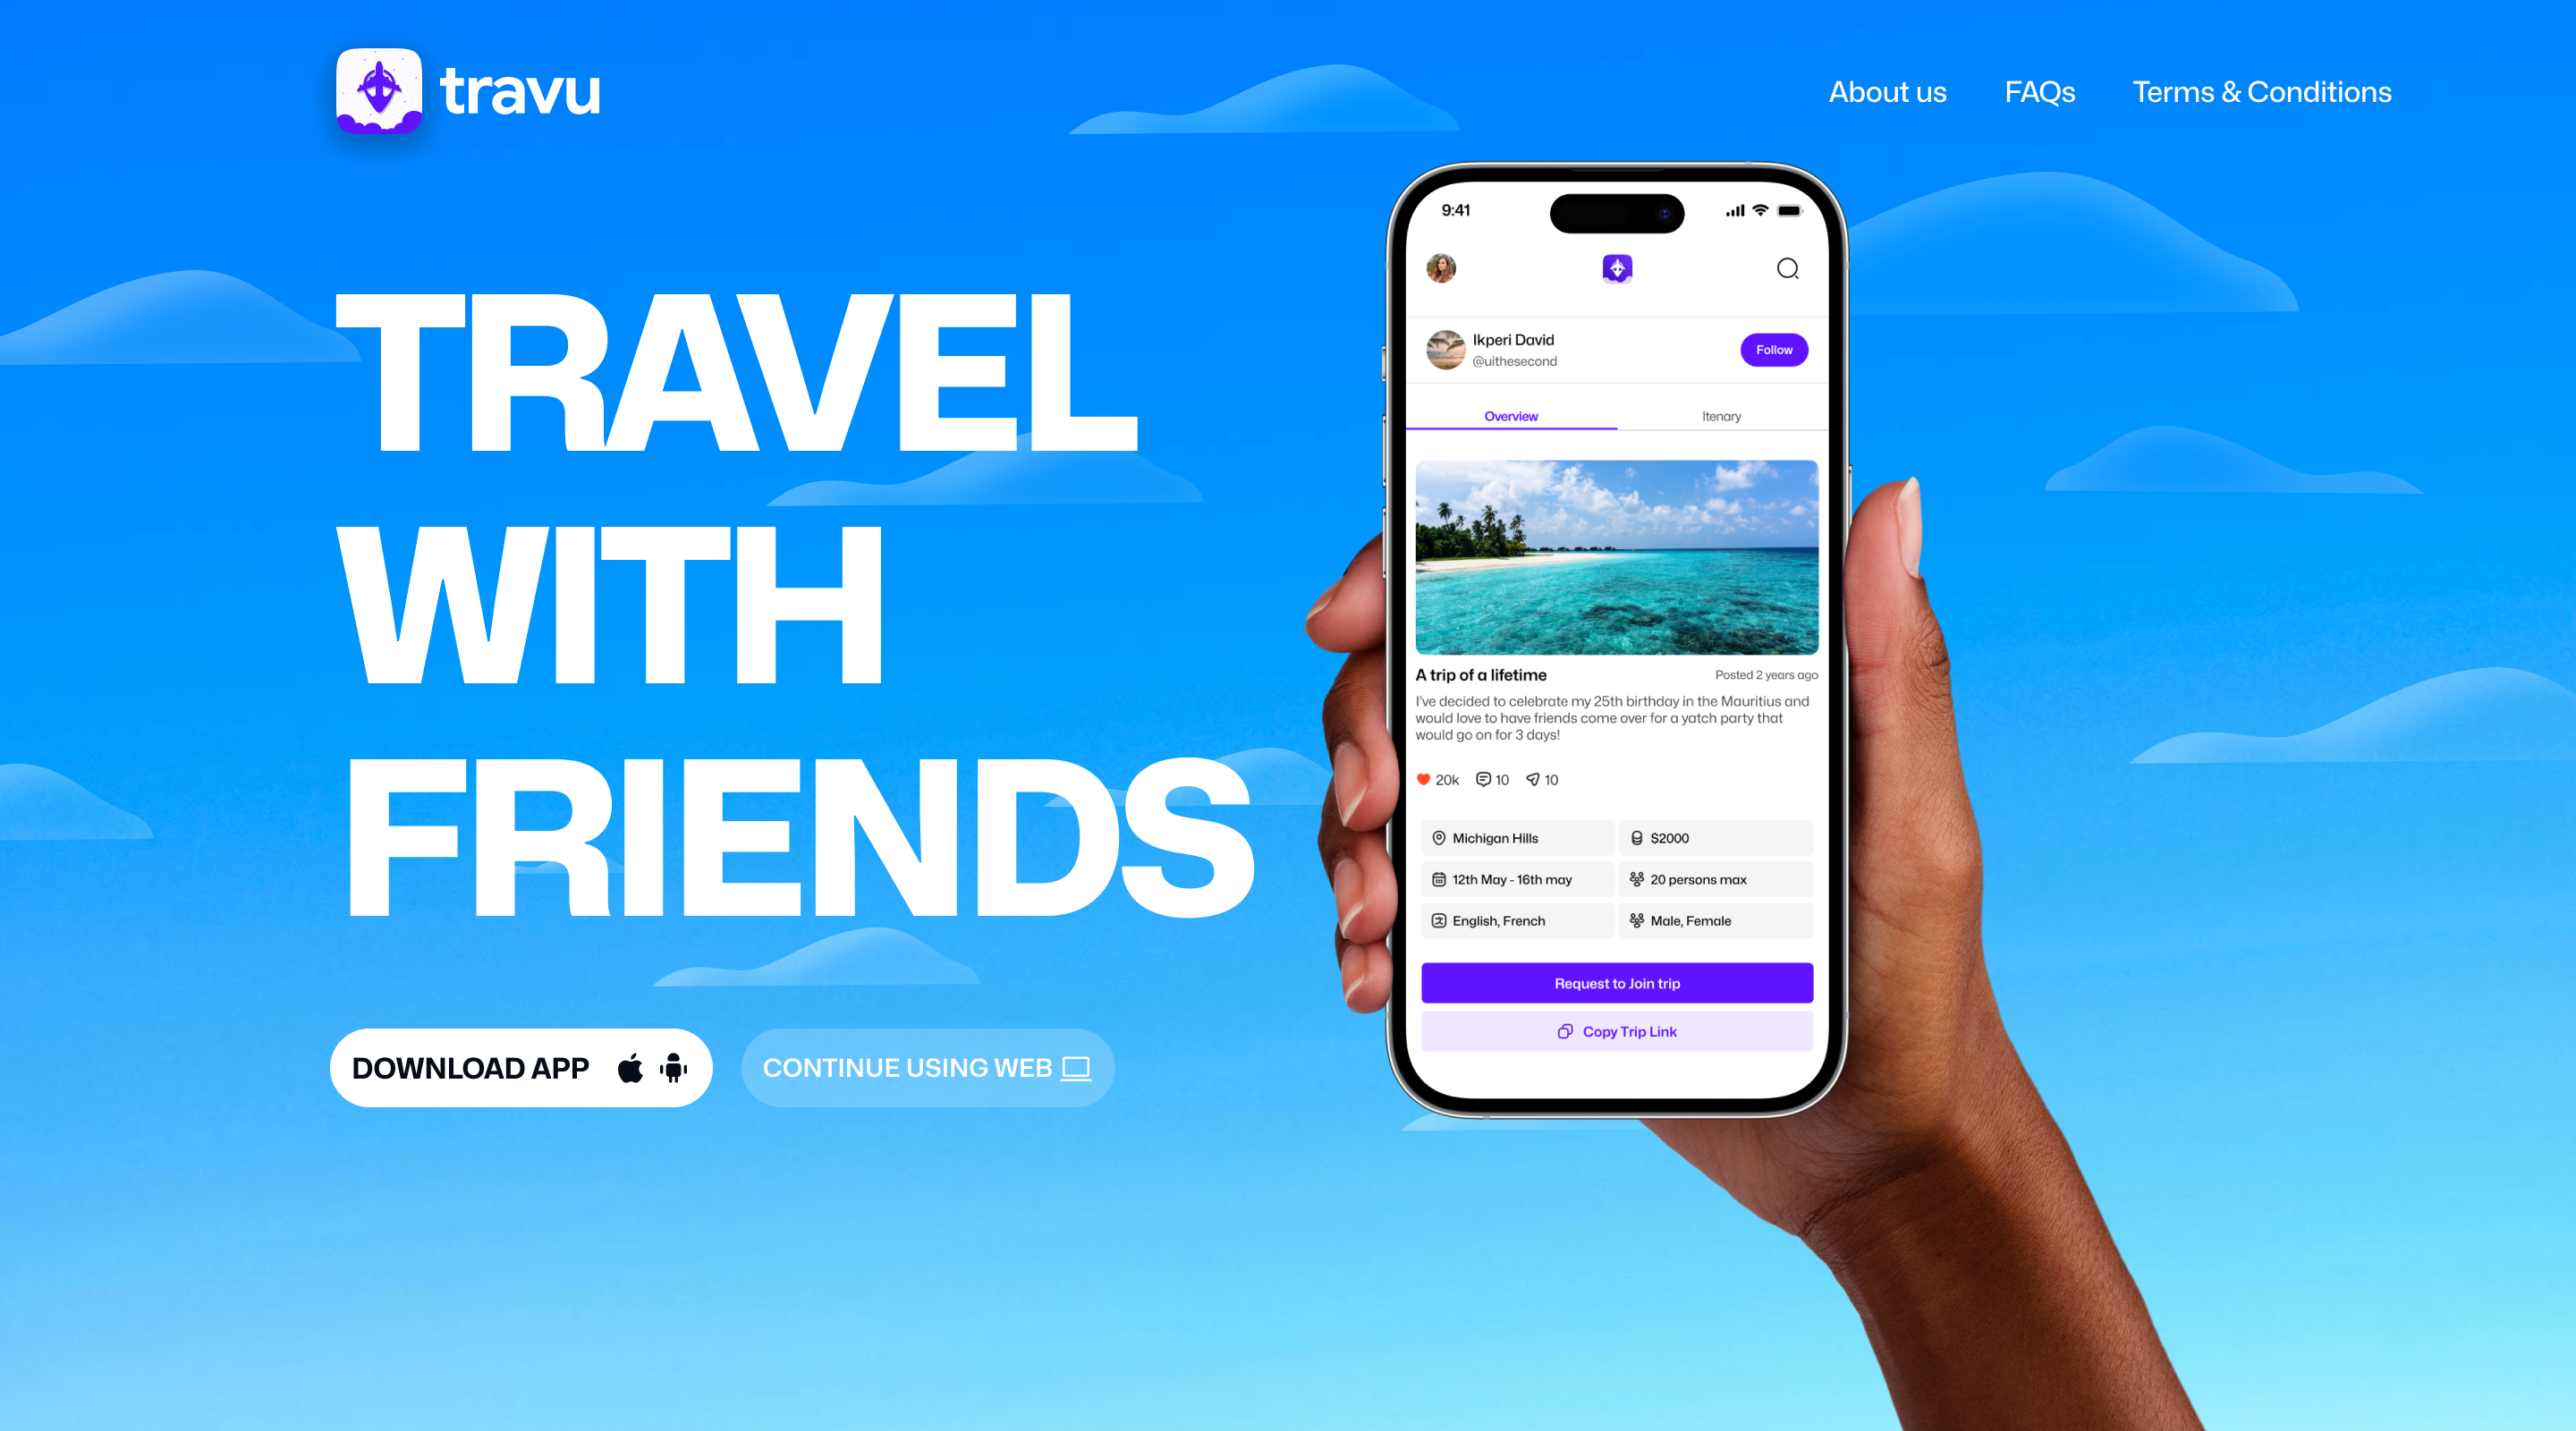 travu
About us FAQs Terms & Conditions
TRAVEL
WITH
FRIENDS
DOWNLOAD APP
CONTINUE USING WEB
9:41
Ikperi David
@uithesecond
Follow
Overview Itenary
A trip of a lifetime Posted 2 years ago
I've decided to celebrate my 25th birthday in the Mauritius and
would love to have friends come over for a yatch party that
would go on for 3 days!
20k 10 10
Michigan Hills $2000
12th May - 16th may 20 persons max
English, French Male, Female
Request to Join trip
Copy Trip Link